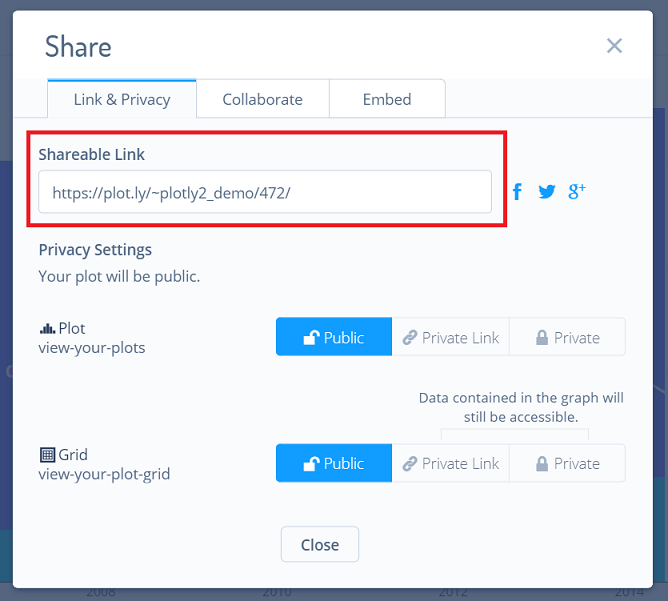 Share
Link & Privacy Collaborate Embed
Shareable Link
https://plot.ly/~plotly2_demo/472/
Privacy Settings
Your plot will be public.
Plot
view-your-plots
Public Private Link Private
Data contained in the graph will
still be accessible.
Grid
view-your-plot-grid
Public Private Link Private
Close
2008 2010 2012 2014